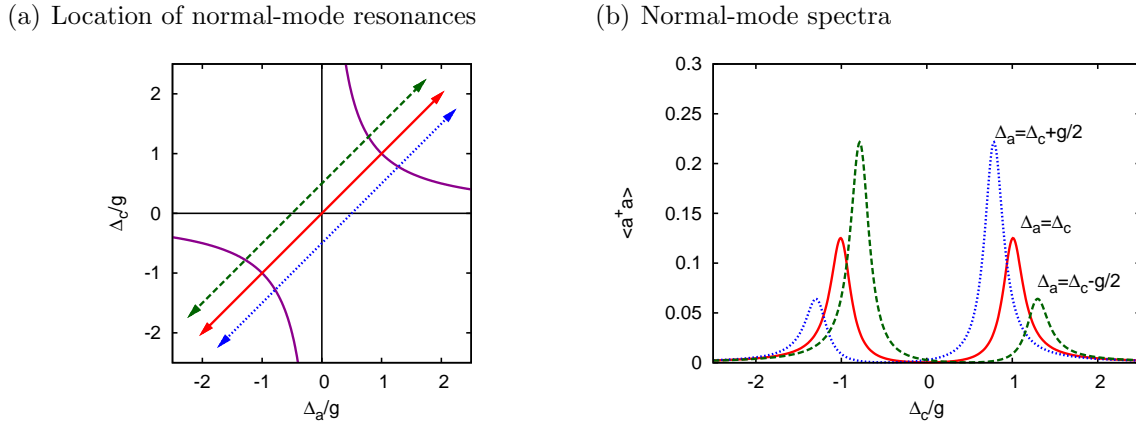 (a) Location of normal-mode resonances
2
1
0
-1
-2
-2
-1
0
1
2
Δc/g
Δa/g
(b) Normal-mode spectra
0.3
0.25
0.2
0.15
0.1
0.05
0
-2
-1
0
1
2
<a⁺a>
Δc/g
Δa=Δc+g/2
Δa=Δc
Δa=Δc-g/2